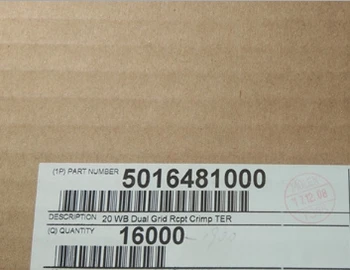 (1P) PART NUMBER 5016481000
DESCRIPTION 20 WB Dual Grid Rcpt Crimp TER
(Q) QUANTITY 16000